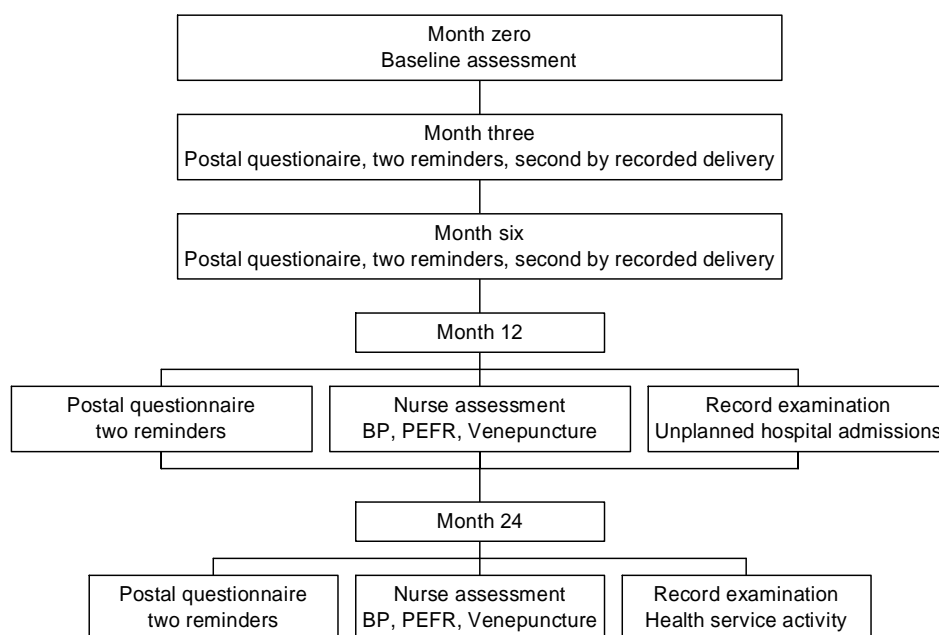 Month zero
Baseline assessment
Month three
Postal questionaire, two reminders, second by recorded delivery
Month six
Postal questionaire, two reminders, second by recorded delivery
Month 12
Postal questionnaire
two reminders
Nurse assessment
BP, PEFR, Venepuncture
Record examination
Unplanned hospital admissions
Month 24
Postal questionnaire
two reminders
Nurse assessment
BP, PEFR, Venepuncture
Record examination
Health service activity